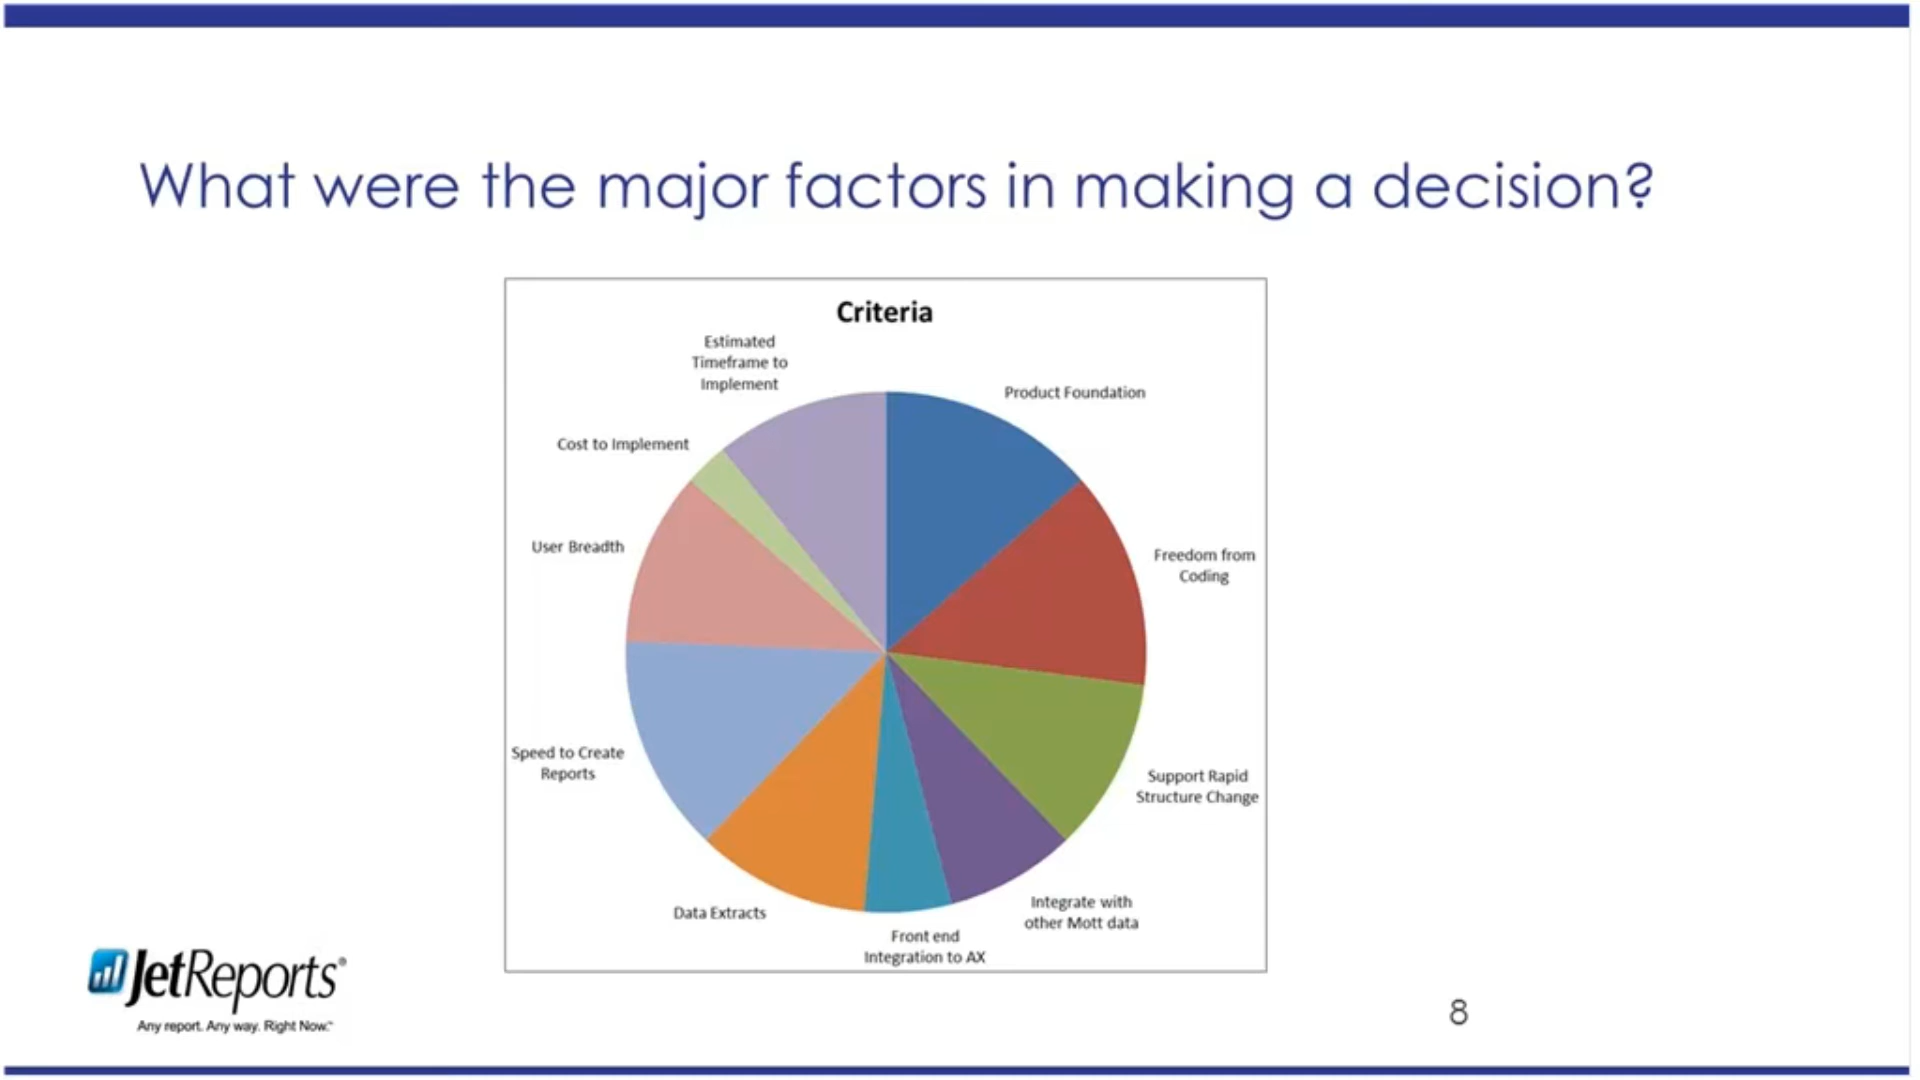 What were the major factors in making a decision?
Criteria
Estimated
Timeframe to
Implement
Product Foundation
Cost to Implement
User Breadth
Freedom from
Coding
Speed to Create
Reports
Support Rapid
Structure Change
Data Extracts
Integrate with
other Mott data
Front end
Integration to AX
JetReports®
Any report. Any way. Right Now.™
8